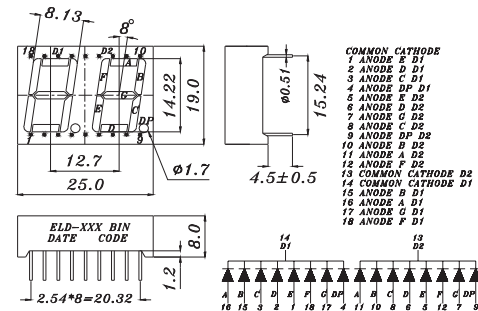 8.13
8°
18 D1 D2 10
A
F B
G
E C
D DP
1 9
14.22
19.0
12.7
25.0
ø1.7
ø0.51
15.24
4.5±0.5
COMMON CATHODE
1 ANODE E D1
2 ANODE D D1
3 ANODE C D1
4 ANODE DP D1
5 ANODE E D2
6 ANODE D D2
7 ANODE G D2
8 ANODE C D2
9 ANODE DP D2
10 ANODE B D2
11 ANODE A D2
12 ANODE F D2
13 COMMON CATHODE D2
14 COMMON CATHODE D1
15 ANODE B D1
16 ANODE A D1
17 ANODE G D1
18 ANODE F D1
ELD-XXX BIN
DATE CODE
8.0
1.2
2.54*8=20.32
14
D1
13
D2
A B C D E F G DP A B C D E F G DP
16 15 3 2 1 18 17 4 11 10 8 6 5 12 7 9